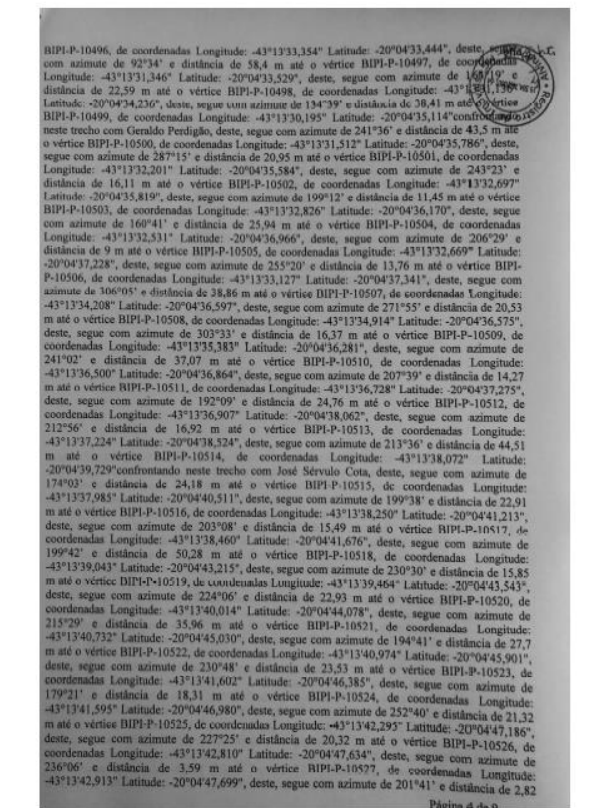 BIPI-P-10496, de coordenadas Longitude: -43°13'33,354" Latitude: -20°04'33,444", deste, segue
com azimute de 92°34' e distância de 58,4 m até o vértice BIPI-P-10497, de coordenadas
Longitude: -43°13'31,346" Latitude: -20°04'33,529", deste, segue com azimute de 165°19' e
distância de 22,59 m até o vértice BIPI-P-10498, de coordenadas Longitude: -43°13'31,136"
Latitude: -20°04'34,236", deste, segue com azimute de 134°39' e distância de 38,41 m até o vértice
BIPI-P-10499, de coordenadas Longitude: -43°13'30,195" Latitude: -20°04'35,114"confrontando
neste trecho com Geraldo Perdigão, deste, segue com azimute de 241°36' e distância de 43,5 m até
o vértice BIPI-P-10500, de coordenadas Longitude: -43°13'31,512" Latitude: -20°04'35,786", deste,
segue com azimute de 287°15' e distância de 20,95 m até o vértice BIPI-P-10501, de coordenadas
Longitude: -43°13'32,201" Latitude: -20°04'35,584", deste, segue com azimute de 243°23' e
distância de 16,11 m até o vértice BIPI-P-10502, de coordenadas Longitude: -43°13'32,697"
Latitude: -20°04'35,819", deste, segue com azimute de 199°12' e distância de 11,45 m até o vértice
BIPI-P-10503, de coordenadas Longitude: -43°13'32,826" Latitude: -20°04'36,170", deste, segue
com azimute de 160°41' e distância de 25,94 m até o vértice BIPI-P-10504, de coordenadas
Longitude: -43°13'32,531" Latitude: -20°04'36,966", deste, segue com azimute de 206°29' e
distância de 9 m até o vértice BIPI-P-10505, de coordenadas Longitude: -43°13'32,669" Latitude:
-20°04'37,228", deste, segue com azimute de 255°20' e distância de 13,76 m até o vértice BIPI-
P-10506, de coordenadas Longitude: -43°13'33,127" Latitude: -20°04'37,341", deste, segue com
azimute de 306°05' e distância de 38,86 m até o vértice BIPI-P-10507, de coordenadas Longitude:
-43°13'34,208" Latitude: -20°04'36,597", deste, segue com azimute de 271°55' e distância de 20,53
m até o vértice BIPI-P-10508, de coordenadas Longitude: -43°13'34,914" Latitude: -20°04'36,575",
deste, segue com azimute de 303°33' e distância de 16,37 m até o vértice BIPI-P-10509, de
coordenadas Longitude: -43°13'35,383" Latitude: -20°04'36,281", deste, segue com azimute de
241°02' e distância de 37,07 m até o vértice BIPI-P-10510, de coordenadas Longitude:
-43°13'36,500" Latitude: -20°04'36,864", deste, segue com azimute de 207°39' e distância de 14,27
m até o vértice BIPI-P-10511, de coordenadas Longitude: -43°13'36,728" Latitude: -20°04'37,275",
deste, segue com azimute de 192°09' e distância de 24,76 m até o vértice BIPI-P-10512, de
coordenadas Longitude: -43°13'36,907" Latitude: -20°04'38,062", deste, segue com azimute de
212°56' e distância de 16,92 m até o vértice BIPI-P-10513, de coordenadas Longitude:
-43°13'37,224" Latitude: -20°04'38,524", deste, segue com azimute de 213°36' e distância de 44,51
m até o vértice BIPI-P-10514, de coordenadas Longitude: -43°13'38,072" Latitude:
-20°04'39,729"confrontando neste trecho com José Sérvulo Cota, deste, segue com azimute de
174°03' e distância de 24,18 m até o vértice BIPI-P-10515, de coordenadas Longitude:
-43°13'37,985" Latitude: -20°04'40,511", deste, segue com azimute de 199°38' e distância de 22,91
m até o vértice BIPI-P-10516, de coordenadas Longitude: -43°13'38,250" Latitude: -20°04'41,213",
deste, segue com azimute de 203°08' e distância de 15,49 m até o vértice BIPI-P-10517, de
coordenadas Longitude: -43°13'38,460" Latitude: -20°04'41,676", deste, segue com azimute de
199°42' e distância de 50,28 m até o vértice BIPI-P-10518, de coordenadas Longitude:
-43°13'39,043" Latitude: -20°04'43,215", deste, segue com azimute de 230°30' e distância de 15,85
m até o vértice BIPI-P-10519, de coordenadas Longitude: -43°13'39,464" Latitude: -20°04'43,543",
deste, segue com azimute de 224°06' e distância de 22,93 m até o vértice BIPI-P-10520, de
coordenadas Longitude: -43°13'40,014" Latitude: -20°04'44,078", deste, segue com azimute de
215°29' e distância de 35,96 m até o vértice BIPI-P-10521, de coordenadas Longitude:
-43°13'40,732" Latitude: -20°04'45,030", deste, segue com azimute de 194°41' e distância de 27,7
m até o vértice BIPI-P-10522, de coordenadas Longitude: -43°13'40,974" Latitude: -20°04'45,901",
deste, segue com azimute de 230°48' e distância de 23,53 m até o vértice BIPI-P-10523, de
coordenadas Longitude: -43°13'41,602" Latitude: -20°04'46,385", deste, segue com azimute de
179°21' e distância de 18,31 m até o vértice BIPI-P-10524, de coordenadas Longitude:
-43°13'41,595" Latitude: -20°04'46,980", deste, segue com azimute de 252°40' e distância de 21,32
m até o vértice BIPI-P-10525, de coordenadas Longitude: -43°13'42,295" Latitude: -20°04'47,186",
deste, segue com azimute de 227°25' e distância de 20,32 m até o vértice BIPI-P-10526, de
coordenadas Longitude: -43°13'42,810" Latitude: -20°04'47,634", deste, segue com azimute de
236°06' e distância de 3,59 m até o vértice BIPI-P-10527, de coordenadas Longitude:
-43°13'42,913" Latitude: -20°04'47,699", deste, segue com azimute de 201°41' e distância de 2,82
Página 4 de 9